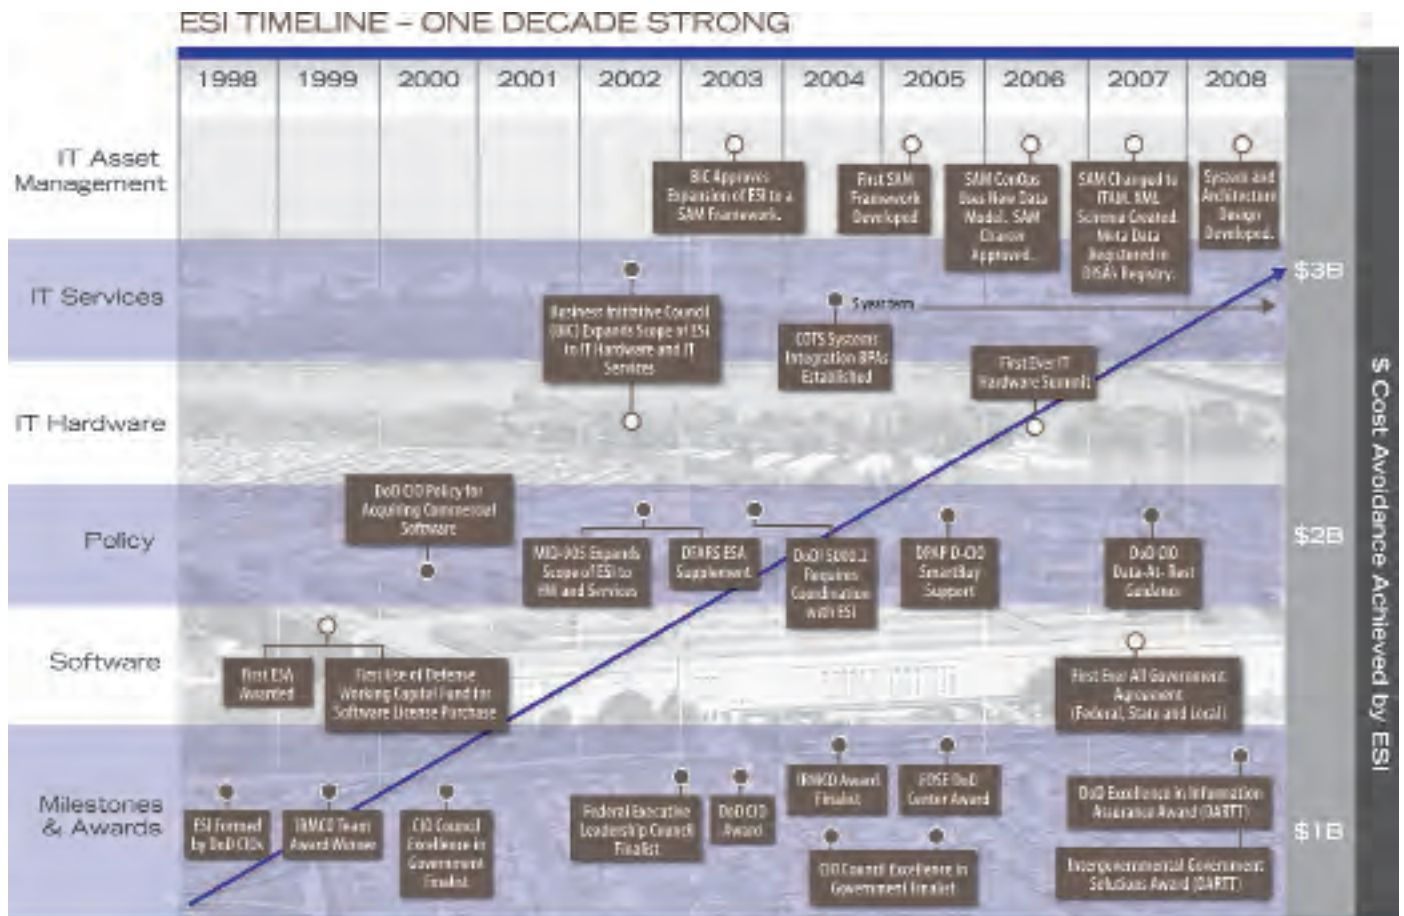 ESI TIMELINE – ONE DECADE STRONG
1998 1999 2000 2001 2002 2003 2004 2005 2006 2007 2008
IT Asset
Management
BIC Approves
Expansion of ESI to a
SAM Framework.
First SAM
Framework
Developed
SAM ConOps
Uses New Data
Model. SAM
Charter
Approved.
SAM Changed to
ITAM. XML
Schema Created.
Meta Data
Registered in
DISA's Registry.
System and
Architecture
Design
Developed.
IT Services
Business Initiative Council
(BIC) Expands Scope of ESI
to IT Hardware and IT
Services
5 year term
COTS Systems
Integration BPAs
Established
$3B
IT Hardware
First Ever IT
Hardware Summit
Policy
DoD CIO Policy for
Acquiring Commercial
Software
MID-905 Expands
Scope of ESI to
HW and Services
DFARS ESA
Supplement
DoDI 5000.2
Requires
Coordination
with ESI
DPAP D-CIO
SmartBuy
Support
DoD CIO
Data-At- Rest
Guidance
$2B
Software
First ESA
Awarded
First Use of Defense
Working Capital Fund for
Software License Purchase
First Ever All Government
Agreement
(Federal, State and Local)
Milestones
& Awards
ESI Formed
by DoD CIOs
IRMCO Team
Award Winner
CIO Council
Excellence in
Government
Finalist
Federal Executive
Leadership Council
Finalist
DoD CIO
Award
IRMCO Award
Finalist
FOSE DoD
Center Award
CIO Council Excellence in
Government Finalist
DoD Excellence in Information
Assurance Award (DARTT)
Intergovernmental Government
Solutions Award (DARTT)
$1B
$ Cost Avoidance Achieved by ESI